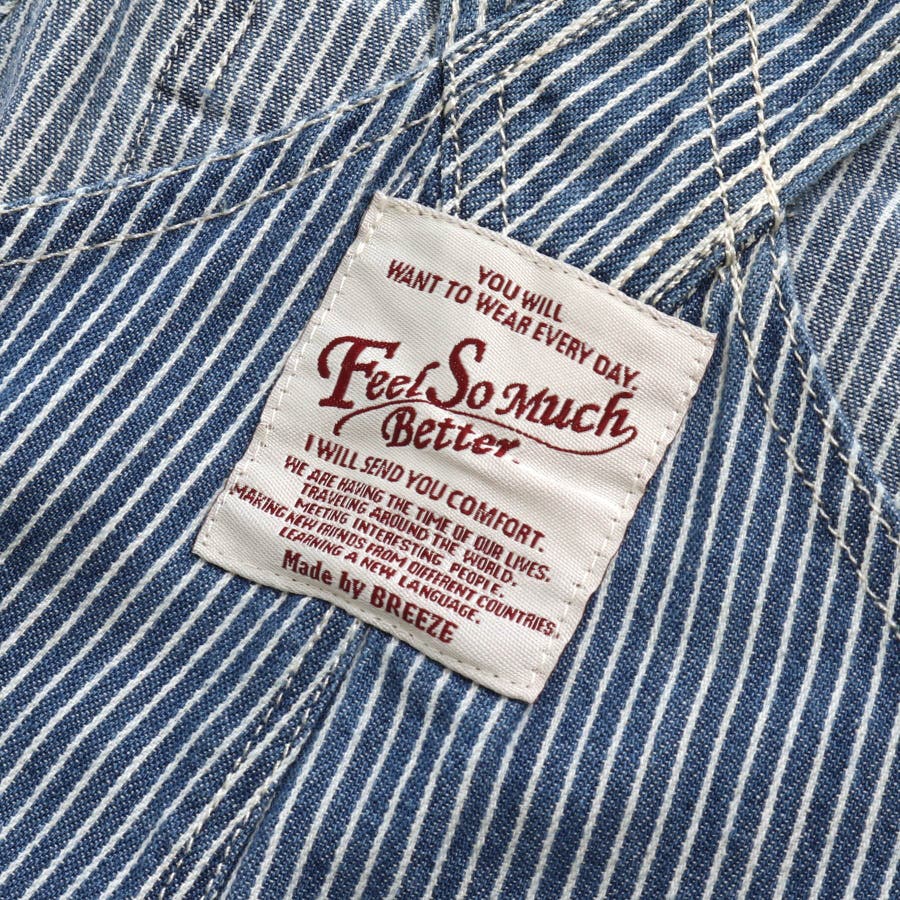 YOU WILL
WANT TO WEAR EVERY DAY.
Feel So Much
Better.
I WILL SEND YOU COMFORT.
WE ARE HAVING THE TIME OF OUR LIVES,
TRAVELING AROUND THE WORLD.
MEETING INTERESTING PEOPLE.
MAKING NEW FRIENDS FROM DIFFERENT COUNTRIES.
LEARNING A NEW LANGUAGE.
Made by BREEZE